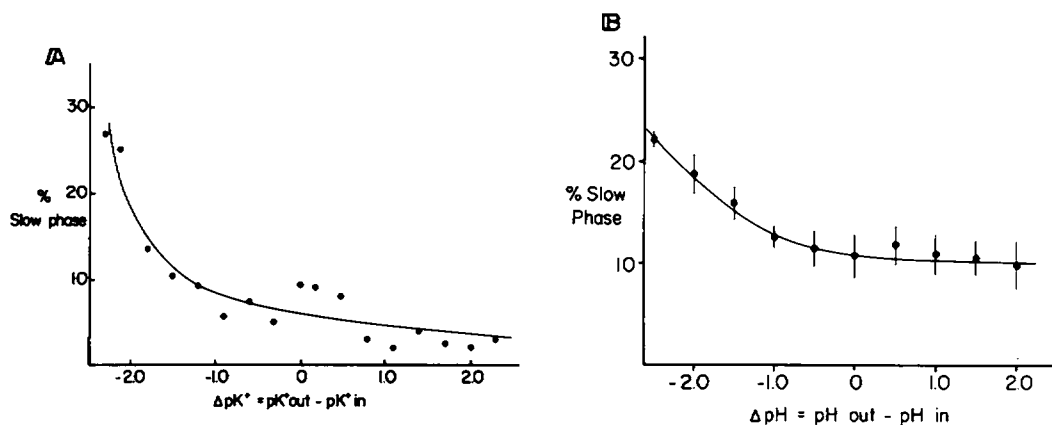 A
30
20
%
Slow phase
10
-2.0 -1.0 0 1.0 2.0
ΔpK⁺ = pK⁺out - pK⁺ in
B
30
20
% Slow
Phase
10
-2.0 -1.0 0 1.0 2.0
ΔpH = pH out - pH in